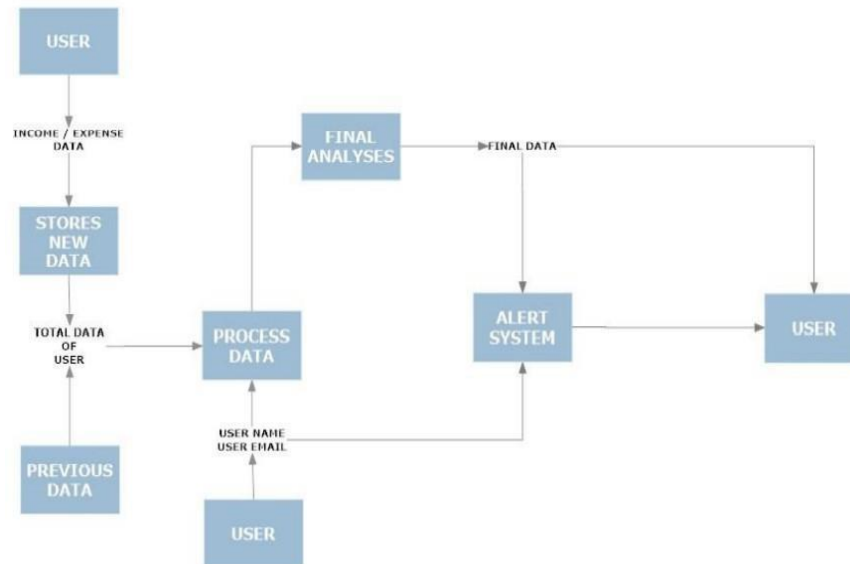 USER
INCOME / EXPENSE
DATA
STORES
NEW
DATA
TOTAL DATA
OF
USER
PREVIOUS
DATA
FINAL
ANALYSES
FINAL DATA
PROCESS
DATA
USER NAME
USER EMAIL
USER
ALERT
SYSTEM
USER